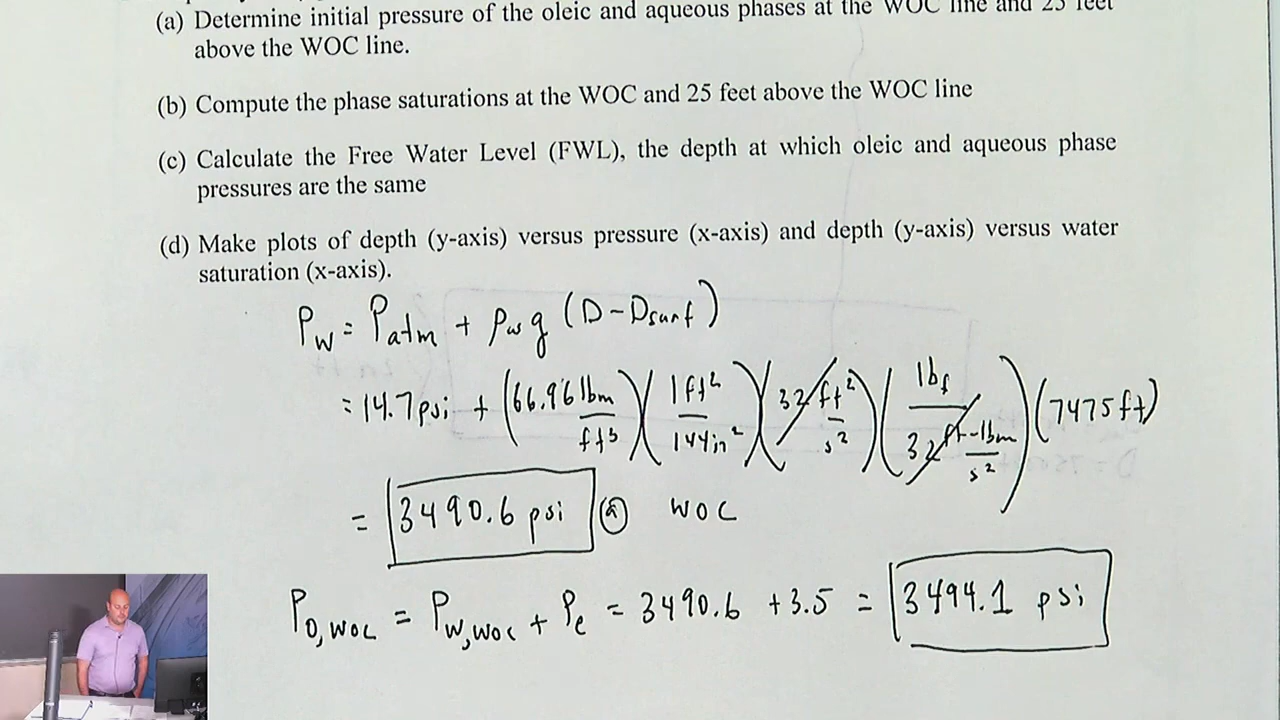 (a) Determine initial pressure of the oleic and aqueous phases at the WOC line and 25 feet
above the WOC line.
(b) Compute the phase saturations at the WOC and 25 feet above the WOC line
(c) Calculate the Free Water Level (FWL), the depth at which oleic and aqueous phase
pressures are the same
(d) Make plots of depth (y-axis) versus pressure (x-axis) and depth (y-axis) versus water
saturation (x-axis).
P_w = P_atm + ρ_w g (D - D_surf)
= 14.7 psi + (66.96 lbm/ft³)(1 ft²/144 in²)(32 ft²/s²)(lbf/32 ft-lbm/s²)(7475 ft)
= 3490.6 psi @ WOC
P_o,woc = P_w,woc + P_e = 3490.6 + 3.5 = 3494.1 psi